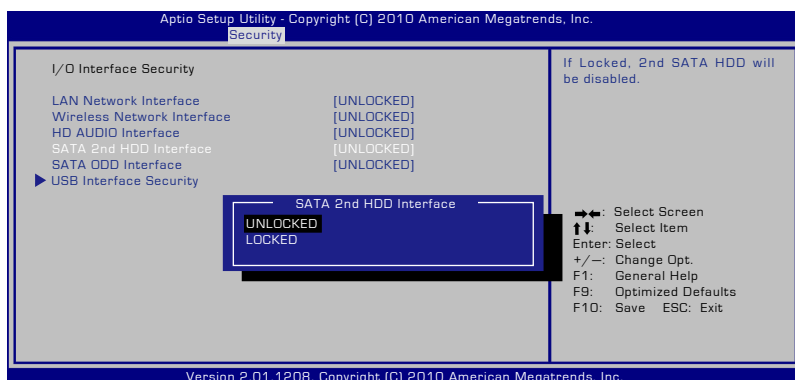 Aptio Setup Utility - Copyright (C) 2010 American Megatrends, Inc.
Security
I/O Interface Security
LAN Network Interface [UNLOCKED]
Wireless Network Interface [UNLOCKED]
HD AUDIO Interface [UNLOCKED]
SATA 2nd HDD Interface [UNLOCKED]
SATA ODD Interface [UNLOCKED]
USB Interface Security
SATA 2nd HDD Interface
UNLOCKED
LOCKED
If Locked, 2nd SATA HDD will
be disabled.
→←: Select Screen
↑↓: Select Item
Enter: Select
+/—: Change Opt.
F1: General Help
F9: Optimized Defaults
F10: Save ESC: Exit
Version 2.01.1208. Copyright (C) 2010 American Megatrends, Inc.